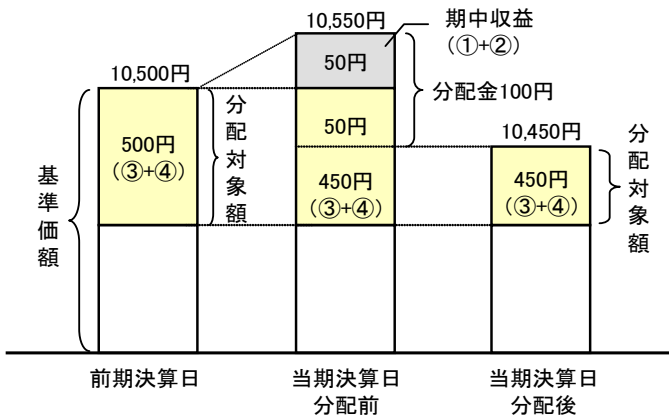 10,550円
期中収益
(①+②)
50円
10,500円
分配金100円
50円
10,450円
500円
(③+④)
分配対象額
450円
(③+④)
450円
(③+④)
分配対象額
基準価額
前期決算日
当期決算日
分配前
当期決算日
分配後